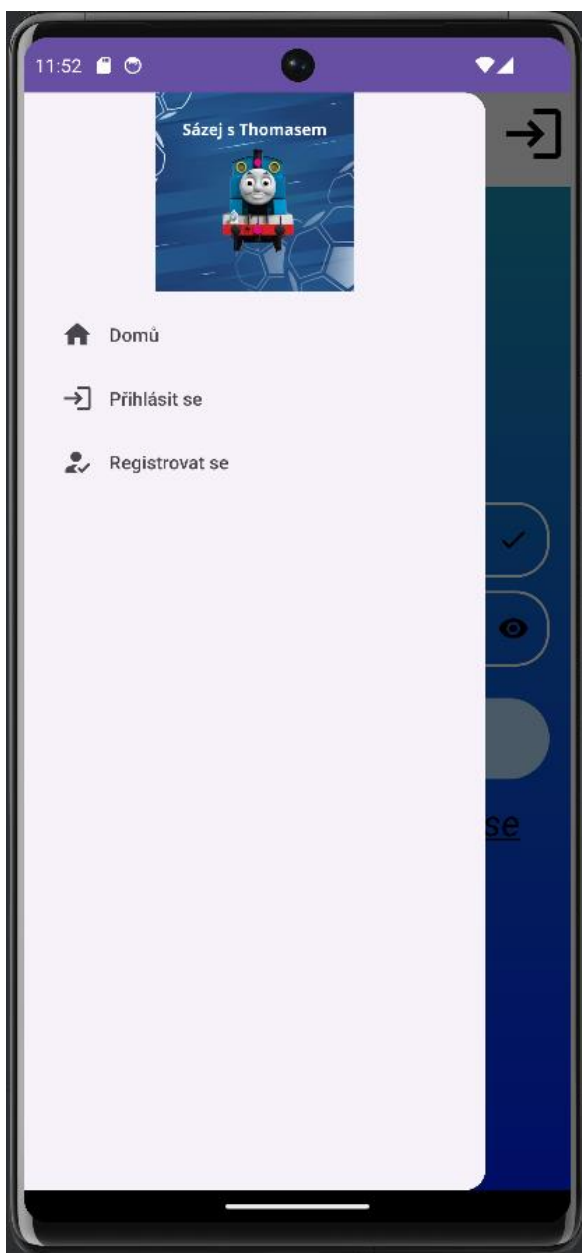 11:52
Sázej s Thomasem
Domů
Přihlásit se
Registrovat se
se